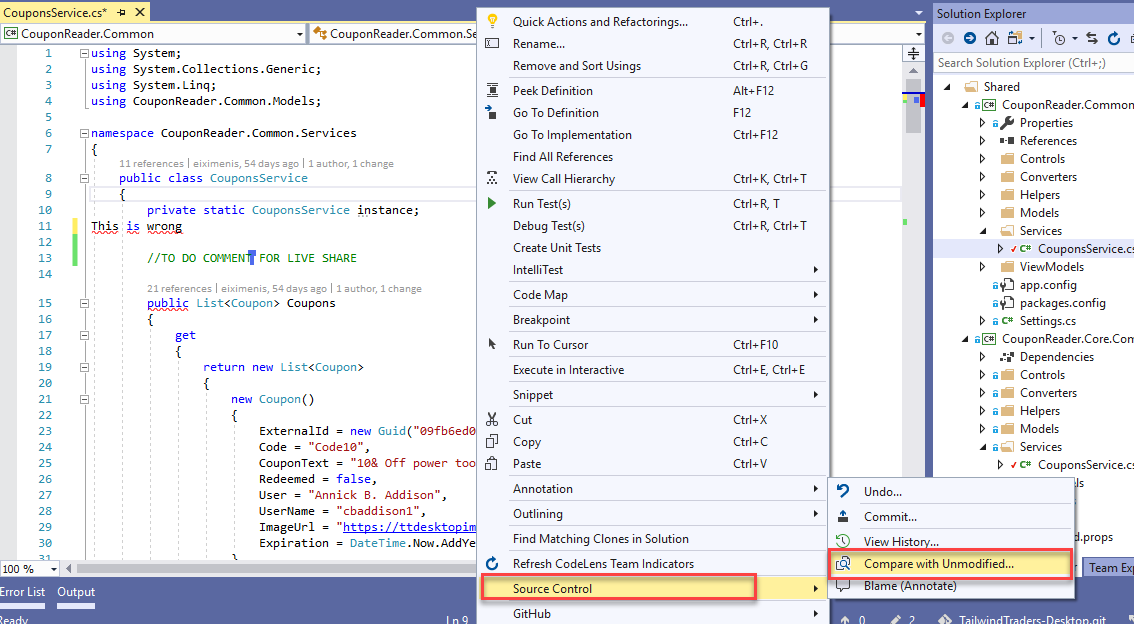 CouponsService.cs*
CouponReader.Common
CouponReader.Common.Se
1 using System;
2 using System.Collections.Generic;
3 using System.Linq;
4 using CouponReader.Common.Models;
5
6 namespace CouponReader.Common.Services
7 {
11 references | eiximenis, 54 days ago | 1 author, 1 change
8 public class CouponsService
9 {
10 private static CouponsService instance;
11 This is wrong
12
13 //TO DO COMMENT FOR LIVE SHARE
14
21 references | eiximenis, 54 days ago | 1 author, 1 change
15 public List<Coupon> Coupons
16 {
17 get
18 {
19 return new List<Coupon>
20 {
21 new Coupon()
22 {
23 ExternalId = new Guid("09fb6ed0
24 Code = "Code10",
25 CouponText = "10& Off power too
26 Redeemed = false,
27 User = "Annick B. Addison",
28 UserName = "cbaddison1",
29 ImageUrl = "https://ttdesktopim
30 Expiration = DateTime.Now.AddYe
31 }
100 %
Error List Output
Ready
Ln 9
Quick Actions and Refactorings... Ctrl+.
Rename... Ctrl+R, Ctrl+R
Remove and Sort Usings Ctrl+R, Ctrl+G
Peek Definition Alt+F12
Go To Definition F12
Go To Implementation Ctrl+F12
Find All References
View Call Hierarchy Ctrl+K, Ctrl+T
Run Test(s) Ctrl+R, T
Debug Test(s) Ctrl+R, Ctrl+T
Create Unit Tests
IntelliTest
Code Map
Breakpoint
Run To Cursor Ctrl+F10
Execute in Interactive Ctrl+E, Ctrl+E
Snippet
Cut Ctrl+X
Copy Ctrl+C
Paste Ctrl+V
Annotation
Outlining
Find Matching Clones in Solution
Refresh CodeLens Team Indicators
Source Control
GitHub
Undo...
Commit...
View History...
Compare with Unmodified...
Blame (Annotate)
Solution Explorer
Search Solution Explorer (Ctrl+;)
Shared
C# CouponReader.Common
Properties
References
Controls
Converters
Helpers
Models
Services
C# CouponsService.cs
ViewModels
app.config
packages.config
C# Settings.cs
C# CouponReader.Core.Com
Dependencies
Controls
Converters
Helpers
Models
Services
C# CouponsService.cs
ls
d.props
Team Exp
0 2 TailwindTraders-Desktop.git